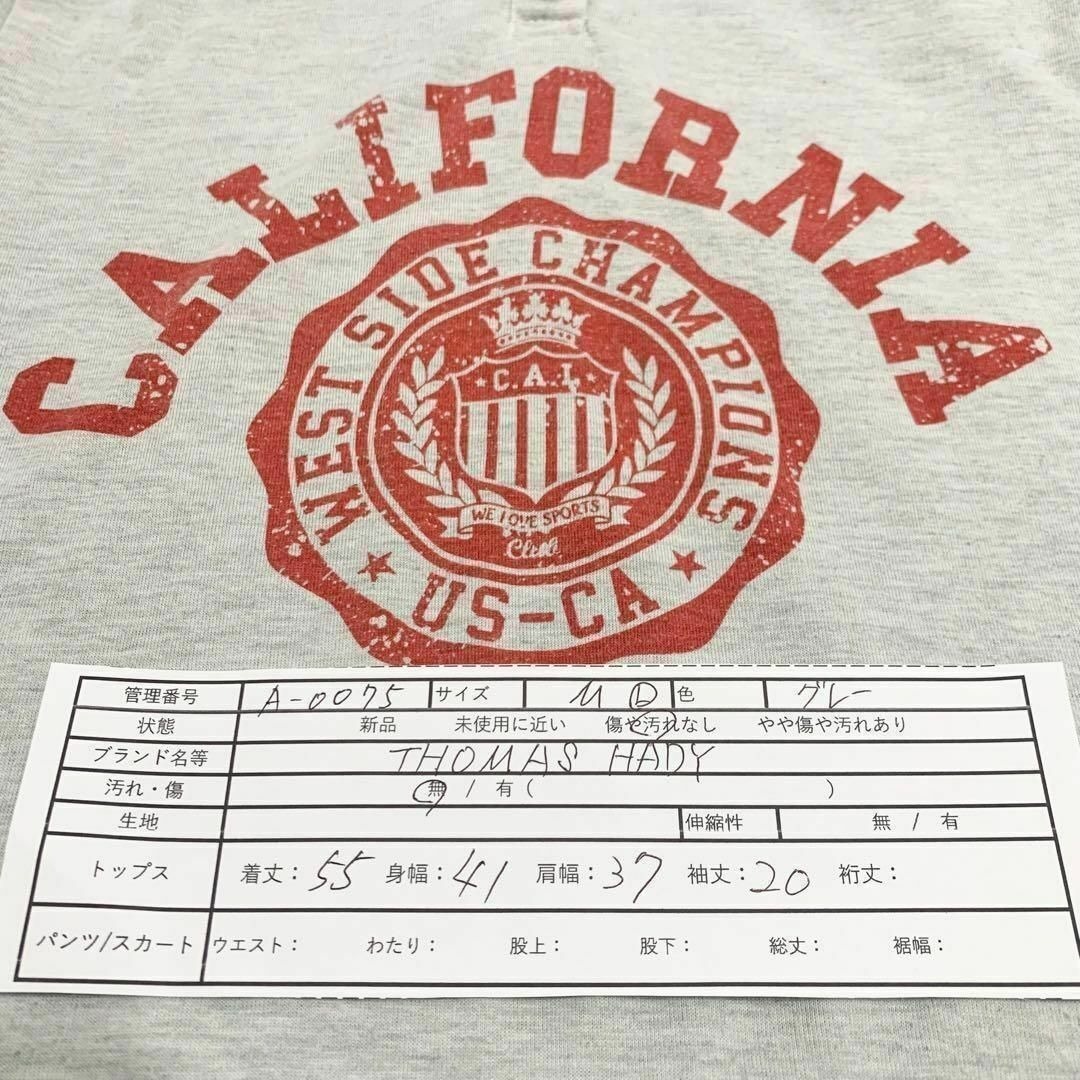 CALIFORNIA
WEST SIDE CHAMPIONS
C.A.I.
WE LOVE SPORTS
Club
★ US-CA ★
管理番号 A-0075 サイズ M 色 グレー
状態 新品 未使用に近い 傷や汚れなし やや傷や汚れあり
ブランド名等 THOMAS HADY
汚れ・傷 無 / 有 ( )
生地 伸縮性 無 / 有
トップス 着丈: 55 身幅: 41 肩幅: 37 袖丈: 20 裄丈:
パンツ/スカート ウエスト: わたり: 股上: 股下: 総丈: 裾幅: